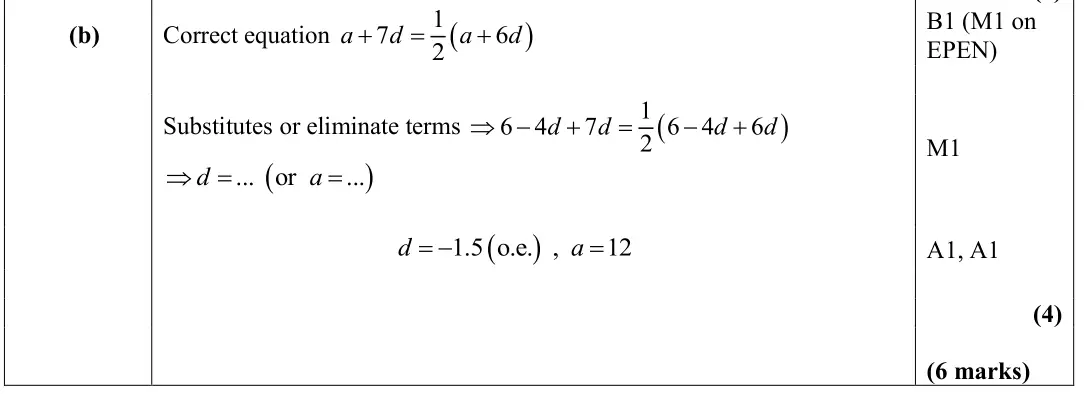 (b) Correct equation a + 7d = 1/2 (a + 6d) B1 (M1 on EPEN)
Substitutes or eliminate terms ⇒ 6 − 4d + 7d = 1/2 (6 − 4d + 6d)
⇒ d = ... (or a = ...) M1
d = −1.5 (o.e.) , a = 12 A1, A1
(4)
(6 marks)